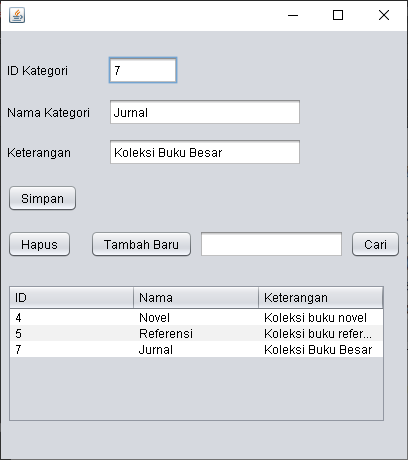 ID Kategori 7
Nama Kategori Jurnal
Keterangan Koleksi Buku Besar
Simpan
Hapus Tambah Baru Cari
ID Nama Keterangan
4 Novel Koleksi buku novel
5 Referensi Koleksi buku refer...
7 Jurnal Koleksi Buku Besar